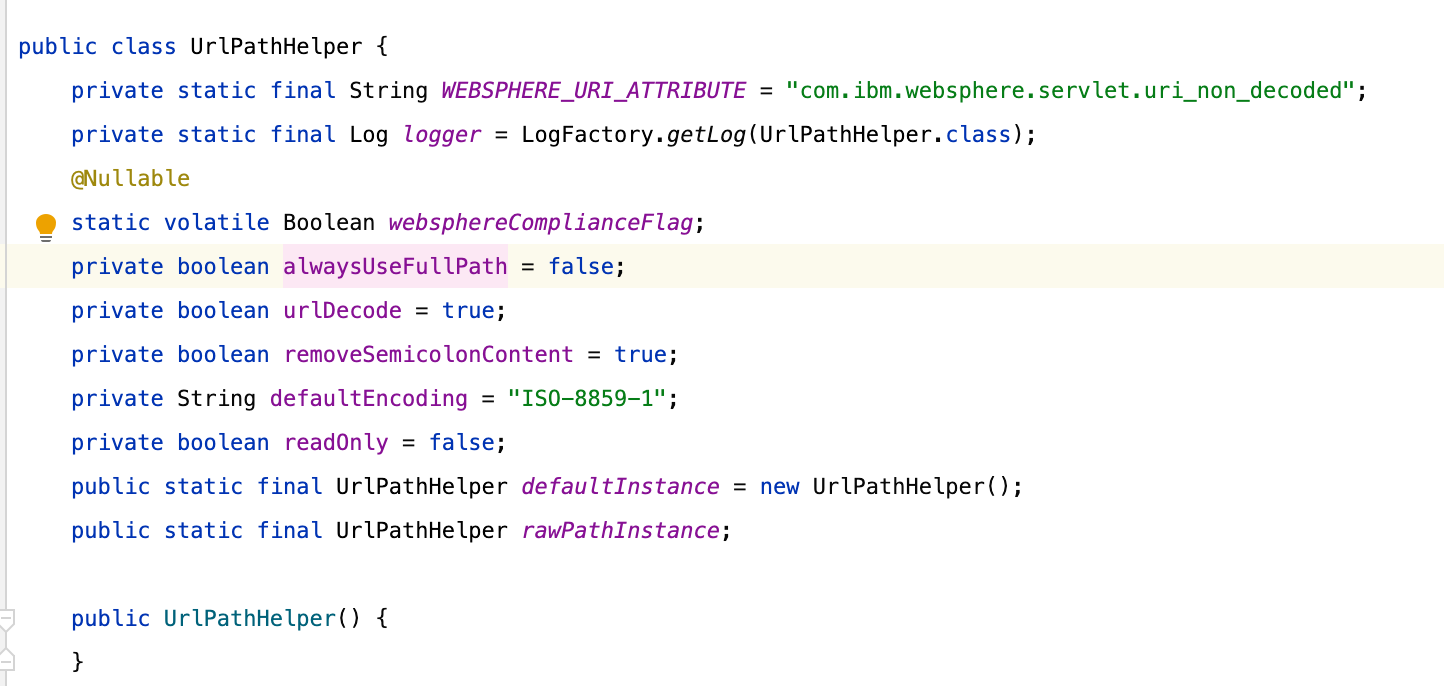 public class UrlPathHelper {
private static final String WEBSPHERE_URI_ATTRIBUTE = "com.ibm.websphere.servlet.uri_non_decoded";
private static final Log logger = LogFactory.getLog(UrlPathHelper.class);
@Nullable
static volatile Boolean websphereComplianceFlag;
private boolean alwaysUseFullPath = false;
private boolean urlDecode = true;
private boolean removeSemicolonContent = true;
private String defaultEncoding = "ISO-8859-1";
private boolean readOnly = false;
public static final UrlPathHelper defaultInstance = new UrlPathHelper();
public static final UrlPathHelper rawPathInstance;
public UrlPathHelper() {
}